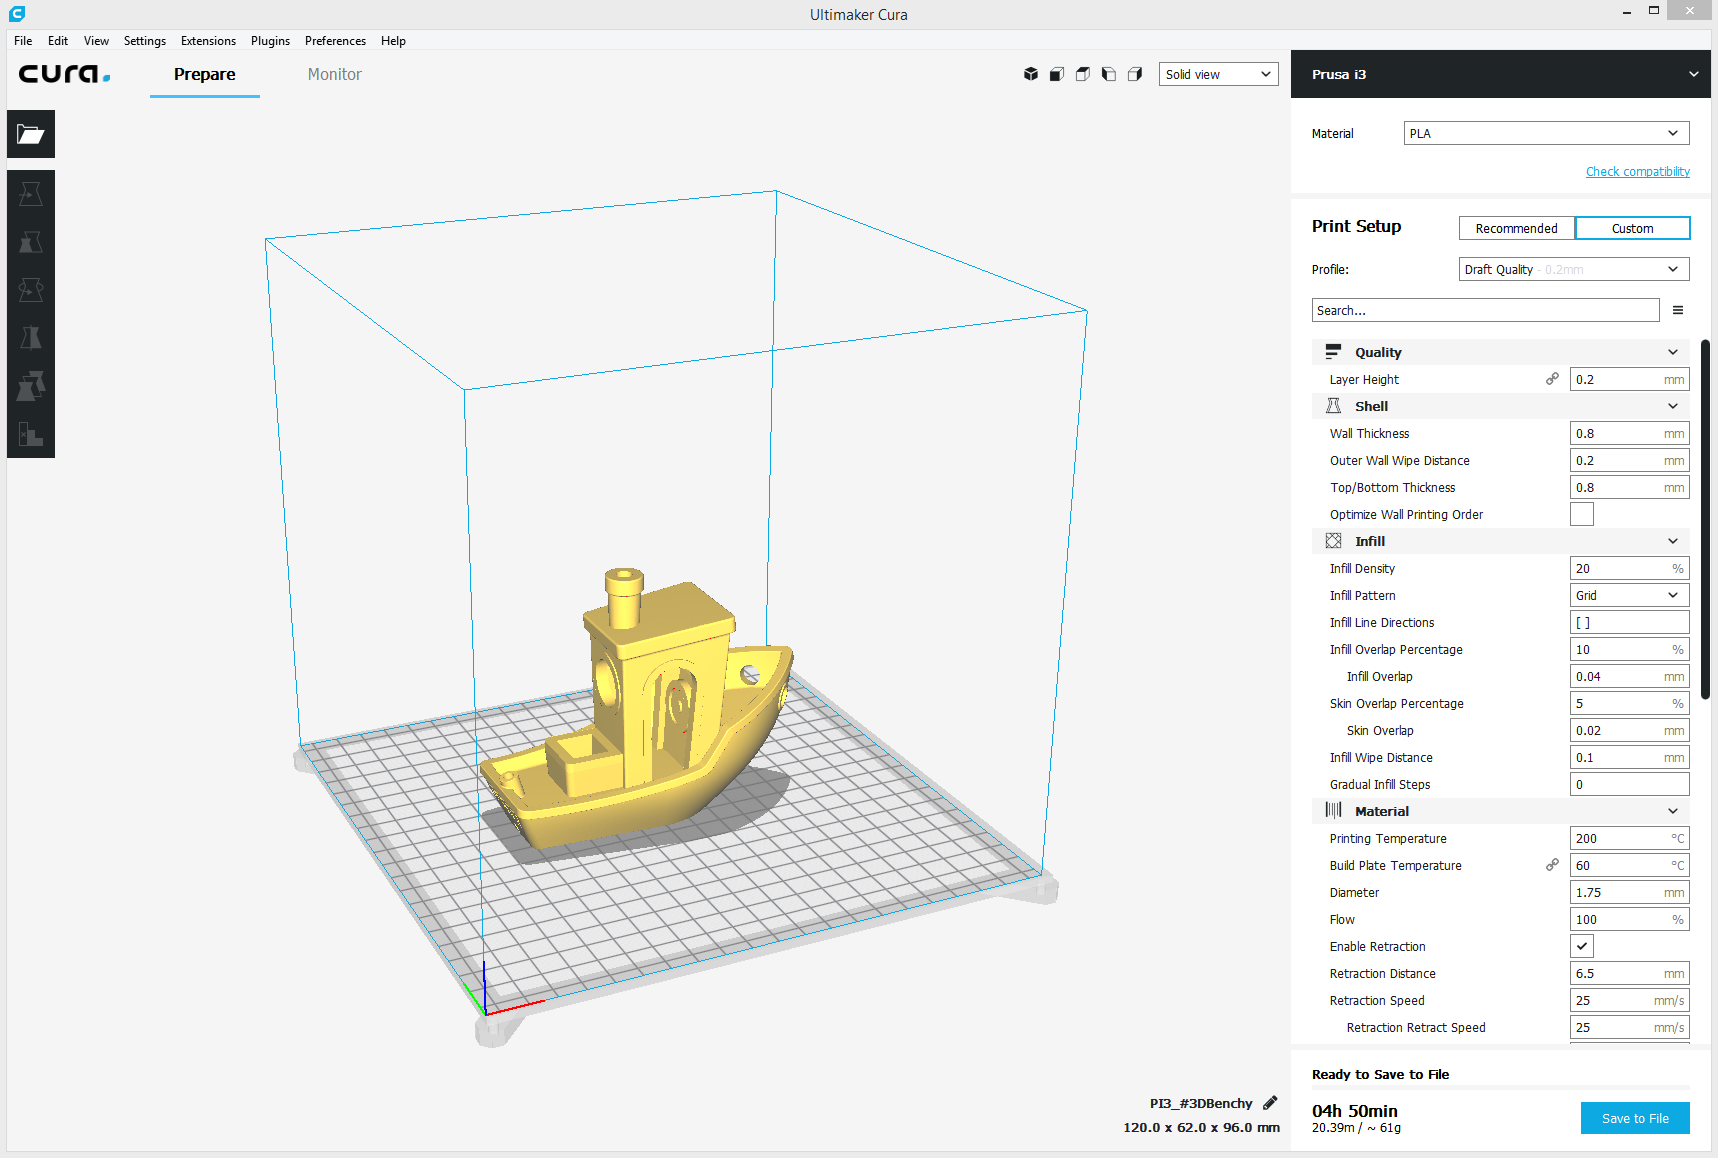 Ultimaker Cura
File Edit View Settings Extensions Plugins Preferences Help
cura.
Prepare Monitor
Solid view
Prusa i3
Material PLA
Check compatibility
Print Setup Recommended Custom
Profile: Draft Quality - 0.2mm
Search...
Quality
Layer Height 0.2 mm
Shell
Wall Thickness 0.8 mm
Outer Wall Wipe Distance 0.2 mm
Top/Bottom Thickness 0.8 mm
Optimize Wall Printing Order
Infill
Infill Density 20 %
Infill Pattern Grid
Infill Line Directions [ ]
Infill Overlap Percentage 10 %
Infill Overlap 0.04 mm
Skin Overlap Percentage 5 %
Skin Overlap 0.02 mm
Infill Wipe Distance 0.1 mm
Gradual Infill Steps 0
Material
Printing Temperature 200 °C
Build Plate Temperature 60 °C
Diameter 1.75 mm
Flow 100 %
Enable Retraction
Retraction Distance 6.5 mm
Retraction Speed 25 mm/s
Retraction Retract Speed 25 mm/s
PI3_#3DBenchy
120.0 x 62.0 x 96.0 mm
Ready to Save to File
04h 50min
20.39m / ~ 61g
Save to File